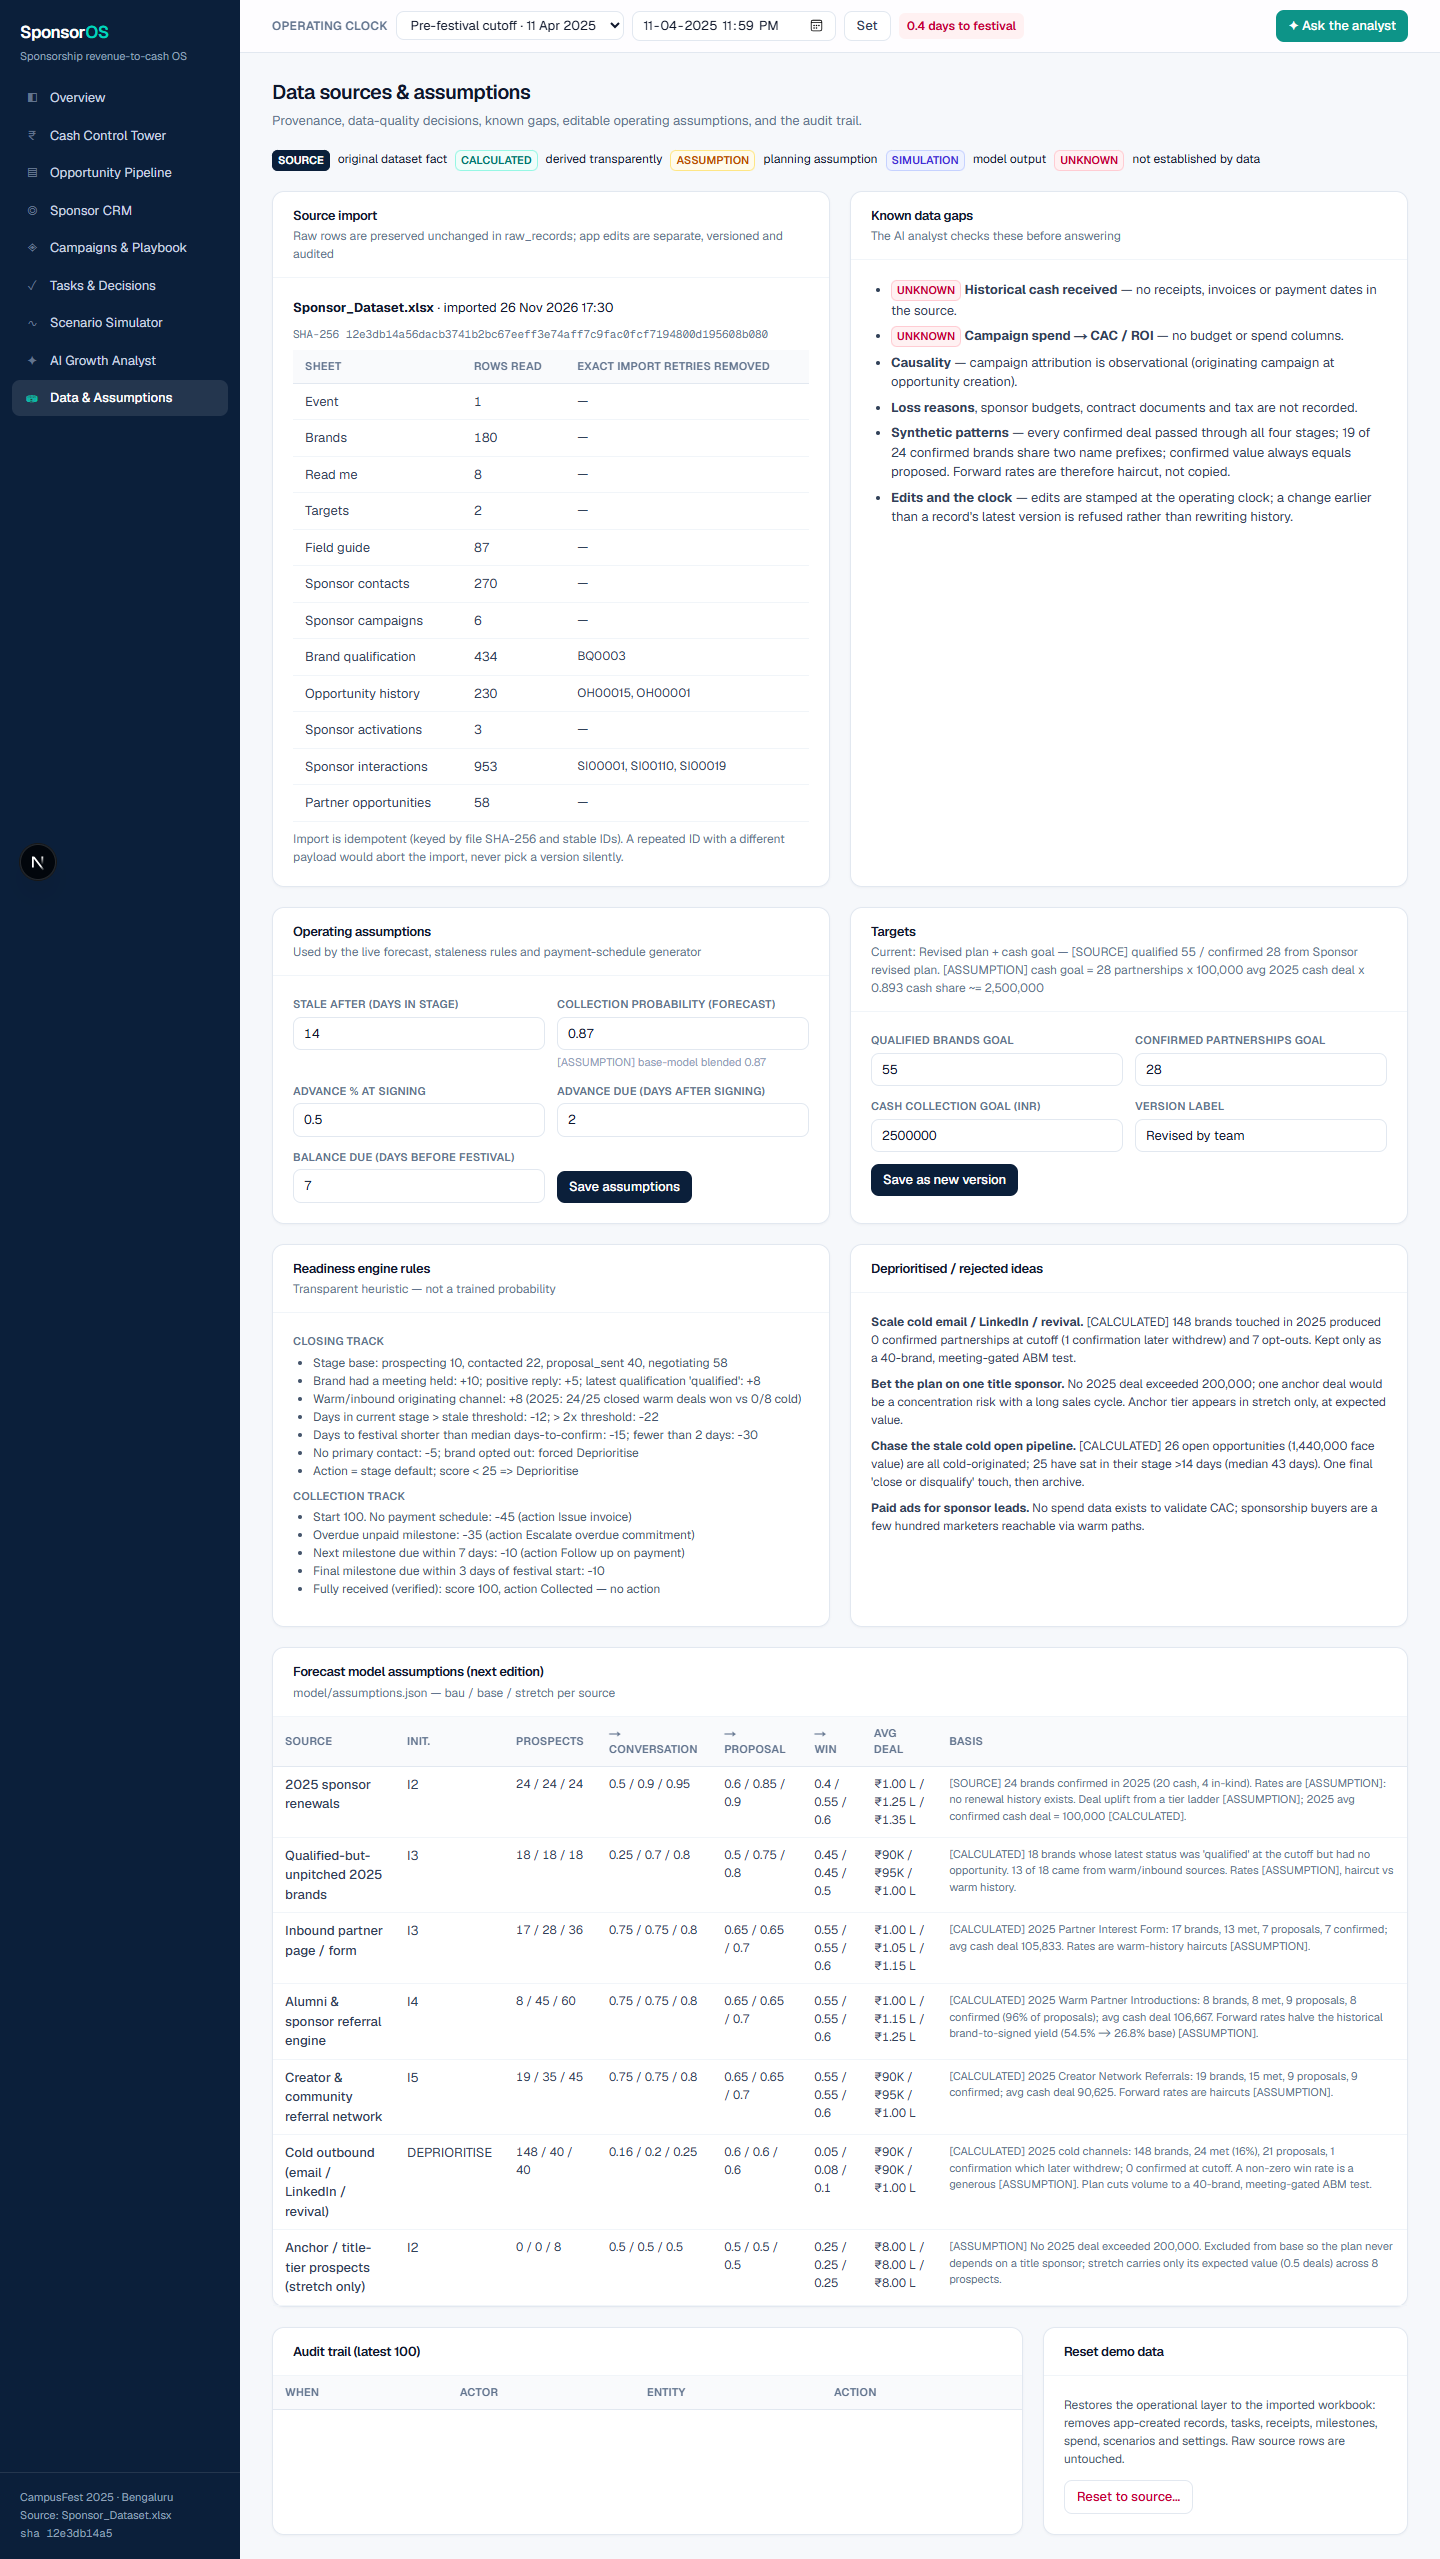 SponsorOS
Sponsorship revenue-to-cash OS
Overview
Cash Control Tower
Opportunity Pipeline
Sponsor CRM
Campaigns & Playbook
Tasks & Decisions
Scenario Simulator
AI Growth Analyst
Data & Assumptions
N
CampusFest 2025 · Bengaluru
Source: Sponsor_Dataset.xlsx
sha 12e3db14a5
OPERATING CLOCK
Pre-festival cutoff · 11 Apr 2025
11-04-2025 11:59 PM
Set
0.4 days to festival
✦ Ask the analyst
Data sources & assumptions
Provenance, data-quality decisions, known gaps, editable operating assumptions, and the audit trail.
SOURCE original dataset fact CALCULATED derived transparently ASSUMPTION planning assumption SIMULATION model output UNKNOWN not established by data
Source import
Raw rows are preserved unchanged in raw_records; app edits are separate, versioned and
audited
Sponsor_Dataset.xlsx · imported 26 Nov 2026 17:30
SHA-256 12e3db14a56dacb3741b2bc67eeff3e74aff7c9fac0fcf7194800d195608b080
SHEET ROWS READ EXACT IMPORT RETRIES REMOVED
Event 1 —
Brands 180 —
Read me 8 —
Targets 2 —
Field guide 87 —
Sponsor contacts 270 —
Sponsor campaigns 6 —
Brand qualification 434 BQ0003
Opportunity history 230 OH00015, OH00001
Sponsor activations 3 —
Sponsor interactions 953 SI00001, SI00110, SI00019
Partner opportunities 58 —
Import is idempotent (keyed by file SHA-256 and stable IDs). A repeated ID with a different
payload would abort the import, never pick a version silently.
Known data gaps
The AI analyst checks these before answering
• UNKNOWN Historical cash received — no receipts, invoices or payment dates in
the source.
• UNKNOWN Campaign spend → CAC / ROI — no budget or spend columns.
• Causality — campaign attribution is observational (originating campaign at
opportunity creation).
• Loss reasons, sponsor budgets, contract documents and tax are not recorded.
• Synthetic patterns — every confirmed deal passed through all four stages; 19 of
24 confirmed brands share two name prefixes; confirmed value always equals
proposed. Forward rates are therefore haircut, not copied.
• Edits and the clock — edits are stamped at the operating clock; a change earlier
than a record's latest version is refused rather than rewriting history.
Operating assumptions
Used by the live forecast, staleness rules and payment-schedule generator
STALE AFTER (DAYS IN STAGE) COLLECTION PROBABILITY (FORECAST)
14 0.87
[ASSUMPTION] base-model blended 0.87
ADVANCE % AT SIGNING ADVANCE DUE (DAYS AFTER SIGNING)
0.5 2
BALANCE DUE (DAYS BEFORE FESTIVAL)
7 Save assumptions
Targets
Current: Revised plan + cash goal — [SOURCE] qualified 55 / confirmed 28 from Sponsor
revised plan. [ASSUMPTION] cash goal = 28 partnerships x 100,000 avg 2025 cash deal x
0.893 cash share ~= 2,500,000
QUALIFIED BRANDS GOAL CONFIRMED PARTNERSHIPS GOAL
55 28
CASH COLLECTION GOAL (INR) VERSION LABEL
2500000 Revised by team
Save as new version
Readiness engine rules
Transparent heuristic — not a trained probability
CLOSING TRACK
• Stage base: prospecting 10, contacted 22, proposal_sent 40, negotiating 58
• Brand had a meeting held: +10; positive reply: +5; latest qualification 'qualified': +8
• Warm/inbound originating channel: +8 (2025: 24/25 closed warm deals won vs 0/8 cold)
• Days in current stage > stale threshold: -12; > 2x threshold: -22
• Days to festival shorter than median days-to-confirm: -15; fewer than 2 days: -30
• No primary contact: -5; brand opted out: forced Deprioritise
• Action = stage default; score < 25 => Deprioritise
COLLECTION TRACK
• Start 100. No payment schedule: -45 (action Issue invoice)
• Overdue unpaid milestone: -35 (action Escalate overdue commitment)
• Next milestone due within 7 days: -10 (action Follow up on payment)
• Final milestone due within 3 days of festival start: -10
• Fully received (verified): score 100, action Collected — no action
Deprioritised / rejected ideas
Scale cold email / LinkedIn / revival. [CALCULATED] 148 brands touched in 2025 produced
0 confirmed partnerships at cutoff (1 confirmation later withdrew) and 7 opt-outs. Kept only as
a 40-brand, meeting-gated ABM test.
Bet the plan on one title sponsor. No 2025 deal exceeded 200,000; one anchor deal would
be a concentration risk with a long sales cycle. Anchor tier appears in stretch only, at expected
value.
Chase the stale cold open pipeline. [CALCULATED] 26 open opportunities (1,440,000 face
value) are all cold-originated; 25 have sat in their stage >14 days (median 43 days). One final
'close or disqualify' touch, then archive.
Paid ads for sponsor leads. No spend data exists to validate CAC; sponsorship buyers are a
few hundred marketers reachable via warm paths.
Forecast model assumptions (next edition)
model/assumptions.json — bau / base / stretch per source
SOURCE INIT. PROSPECTS → CONVERSATION → PROPOSAL → WIN AVG DEAL BASIS
2025 sponsor renewals I2 24 / 24 / 24 0.5 / 0.9 / 0.95 0.6 / 0.85 / 0.9 0.4 / 0.55 / 0.6 ₹1.00 L / ₹1.25 L / ₹1.35 L [SOURCE] 24 brands confirmed in 2025 (20 cash, 4 in-kind). Rates are [ASSUMPTION]: no renewal history exists. Deal uplift from a tier ladder [ASSUMPTION]; 2025 avg confirmed cash deal = 100,000 [CALCULATED].
Qualified-but-unpitched 2025 brands I3 18 / 18 / 18 0.25 / 0.7 / 0.8 0.5 / 0.75 / 0.8 0.45 / 0.45 / 0.5 ₹90K / ₹95K / ₹1.00 L [CALCULATED] 18 brands whose latest status was 'qualified' at the cutoff but had no opportunity. 13 of 18 came from warm/inbound sources. Rates [ASSUMPTION], haircut vs warm history.
Inbound partner page / form I3 17 / 28 / 36 0.75 / 0.75 / 0.8 0.65 / 0.65 / 0.7 0.55 / 0.55 / 0.6 ₹1.00 L / ₹1.05 L / ₹1.15 L [CALCULATED] 2025 Partner Interest Form: 17 brands, 13 met, 7 proposals, 7 confirmed; avg cash deal 105,833. Rates are warm-history haircuts [ASSUMPTION].
Alumni & sponsor referral engine I4 8 / 45 / 60 0.75 / 0.75 / 0.8 0.65 / 0.65 / 0.7 0.55 / 0.55 / 0.6 ₹1.00 L / ₹1.15 L / ₹1.25 L [CALCULATED] 2025 Warm Partner Introductions: 8 brands, 8 met, 9 proposals, 8 confirmed (96% of proposals); avg cash deal 106,667. Forward rates halve the historical brand-to-signed yield (54.5% -> 26.8% base) [ASSUMPTION].
Creator & community referral network I5 19 / 35 / 45 0.75 / 0.75 / 0.8 0.65 / 0.65 / 0.7 0.55 / 0.55 / 0.6 ₹90K / ₹95K / ₹1.00 L [CALCULATED] 2025 Creator Network Referrals: 19 brands, 15 met, 9 proposals, 9 confirmed; avg cash deal 90,625. Forward rates are haircuts [ASSUMPTION].
Cold outbound (email / LinkedIn / revival) DEPRIORITISE 148 / 40 / 40 0.16 / 0.2 / 0.25 0.6 / 0.6 / 0.6 0.05 / 0.08 / 0.1 ₹90K / ₹90K / ₹1.00 L [CALCULATED] 2025 cold channels: 148 brands, 24 met (16%), 21 proposals, 1 confirmation which later withdrew; 0 confirmed at cutoff. A non-zero win rate is a generous [ASSUMPTION]. Plan cuts volume to a 40-brand, meeting-gated ABM test.
Anchor / title-tier prospects (stretch only) I2 0 / 0 / 8 0.5 / 0.5 / 0.5 0.5 / 0.5 / 0.5 0.25 / 0.25 / 0.25 ₹8.00 L / ₹8.00 L / ₹8.00 L [ASSUMPTION] No 2025 deal exceeded 200,000. Excluded from base so the plan never depends on a title sponsor; stretch carries only its expected value (0.5 deals) across 8 prospects.
Audit trail (latest 100)
WHEN ACTOR ENTITY ACTION
Reset demo data
Restores the operational layer to the imported workbook:
removes app-created records, tasks, receipts, milestones,
spend, scenarios and settings. Raw source rows are
untouched.
Reset to source…